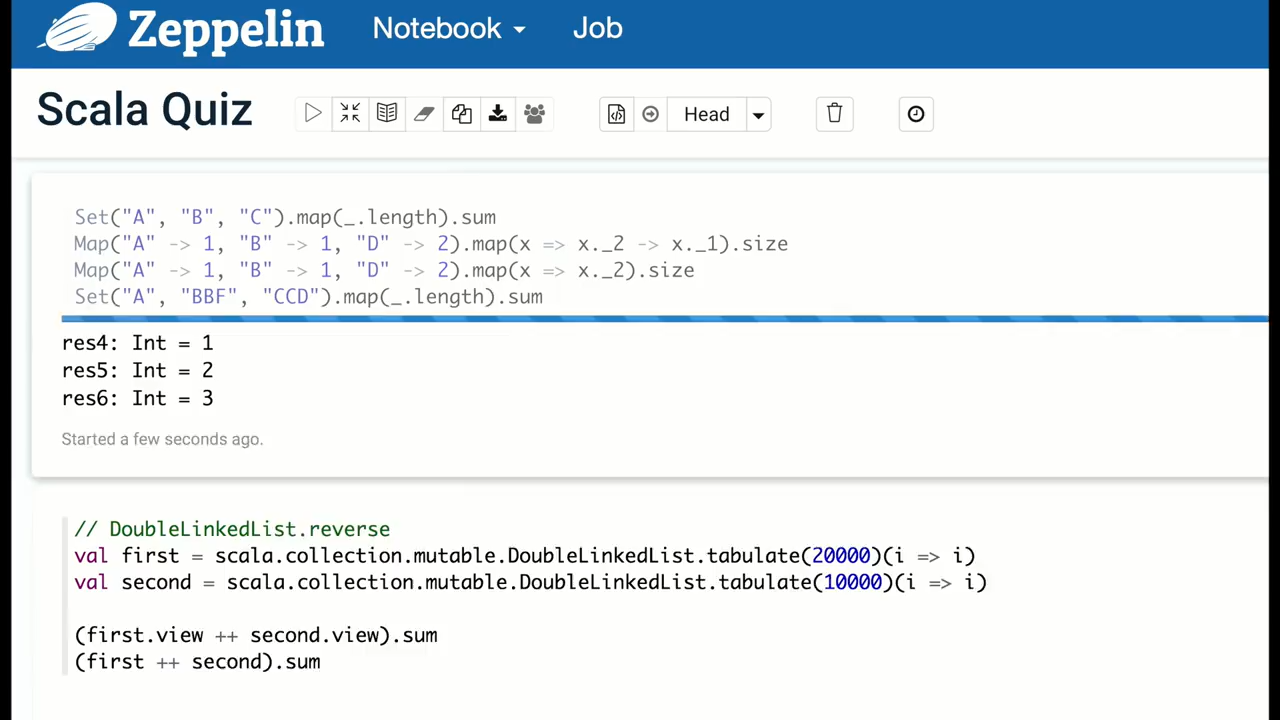 Zeppelin Notebook Job
Scala Quiz Head
Set("A", "B", "C").map(_.length).sum
Map("A" -> 1, "B" -> 1, "D" -> 2).map(x => x._2 -> x._1).size
Map("A" -> 1, "B" -> 1, "D" -> 2).map(x => x._2).size
Set("A", "BBF", "CCD").map(_.length).sum
res4: Int = 1
res5: Int = 2
res6: Int = 3
Started a few seconds ago.
// DoubleLinkedList.reverse
val first = scala.collection.mutable.DoubleLinkedList.tabulate(20000)(i => i)
val second = scala.collection.mutable.DoubleLinkedList.tabulate(10000)(i => i)
(first.view ++ second.view).sum
(first ++ second).sum